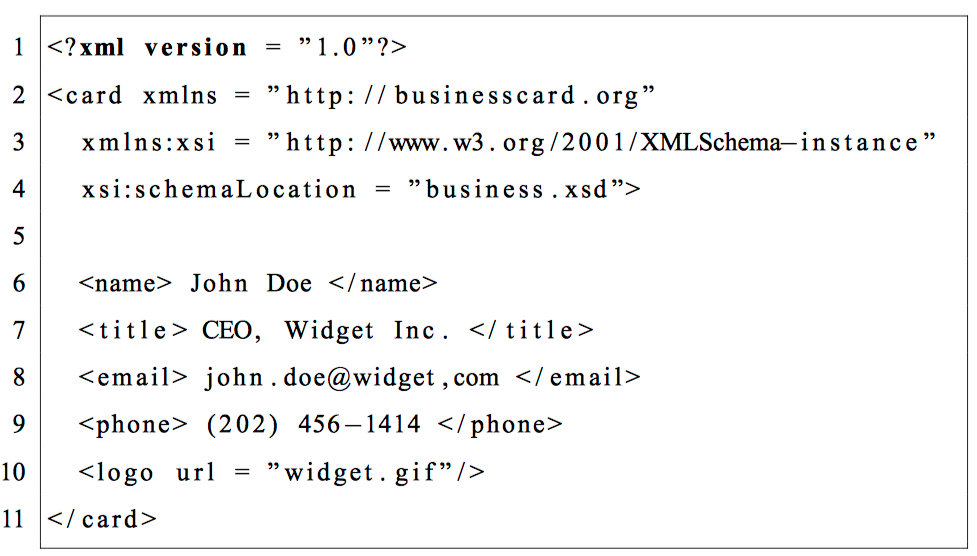 1 <?xml version = "1.0"?>
2 <card xmlns = "http://businesscard.org"
3 xmlns:xsi = "http://www.w3.org/2001/XMLSchema-instance"
4 xsi:schemaLocation = "business.xsd">
5
6 <name> John Doe </name>
7 <title> CEO, Widget Inc. </title>
8 <email> john.doe@widget,com </email>
9 <phone> (202) 456-1414 </phone>
10 <logo url = "widget.gif"/>
11 </card>